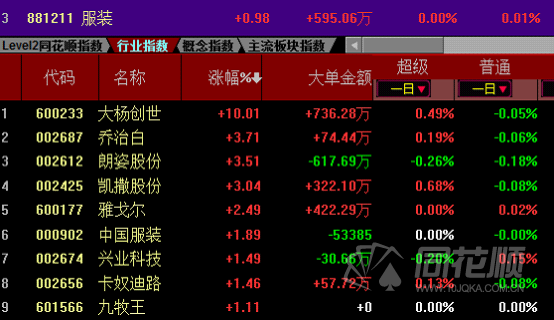 3 881211 服装 +0.98 +595.06万 0.00% 0.01%
Level2同花顺指数 行业指数 概念指数 主流板块指数
代码 名称 涨幅%↓ 大单金额 超级 普通
一日▼ 一日▼
1 600233 大杨创世 +10.01 +736.28万 0.49% -0.05%
2 002687 乔治白 +3.71 +74.44万 0.19% -0.06%
3 002612 朗姿股份 +3.51 -617.69万 -0.26% -0.18%
4 002425 凯撒股份 +3.04 +322.10万 0.68% -0.08%
5 600177 雅戈尔 +2.49 +422.29万 0.00% 0.02%
6 000902 中国服装 +1.89 -53385 0.00% -0.00%
7 002674 兴业科技 +1.49 -30.66万 -0.20% 0.15%
8 002656 卡奴迪路 +1.46 +57.72万 0.13% 0.08%
9 601566 九牧王 +1.11 +0 0.00% 0.00%
同花顺
10JQKA.COM.CN